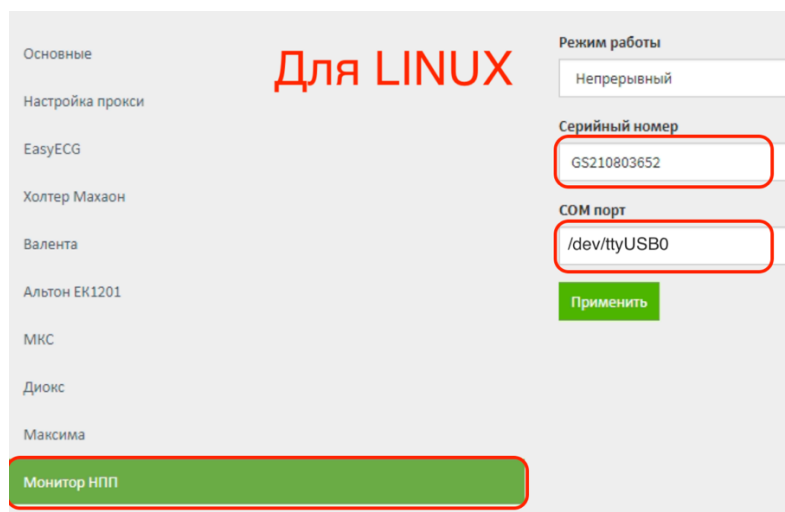 Основные
Настройка прокси
EasyECG
Холтер Махаон
Валента
Альтон ЕК1201
МКС
Диокс
Максима
Монитор НПП
Для LINUX
Режим работы
Непрерывный
Серийный номер
GS210803652
COM порт
/dev/ttyUSB0
Применить